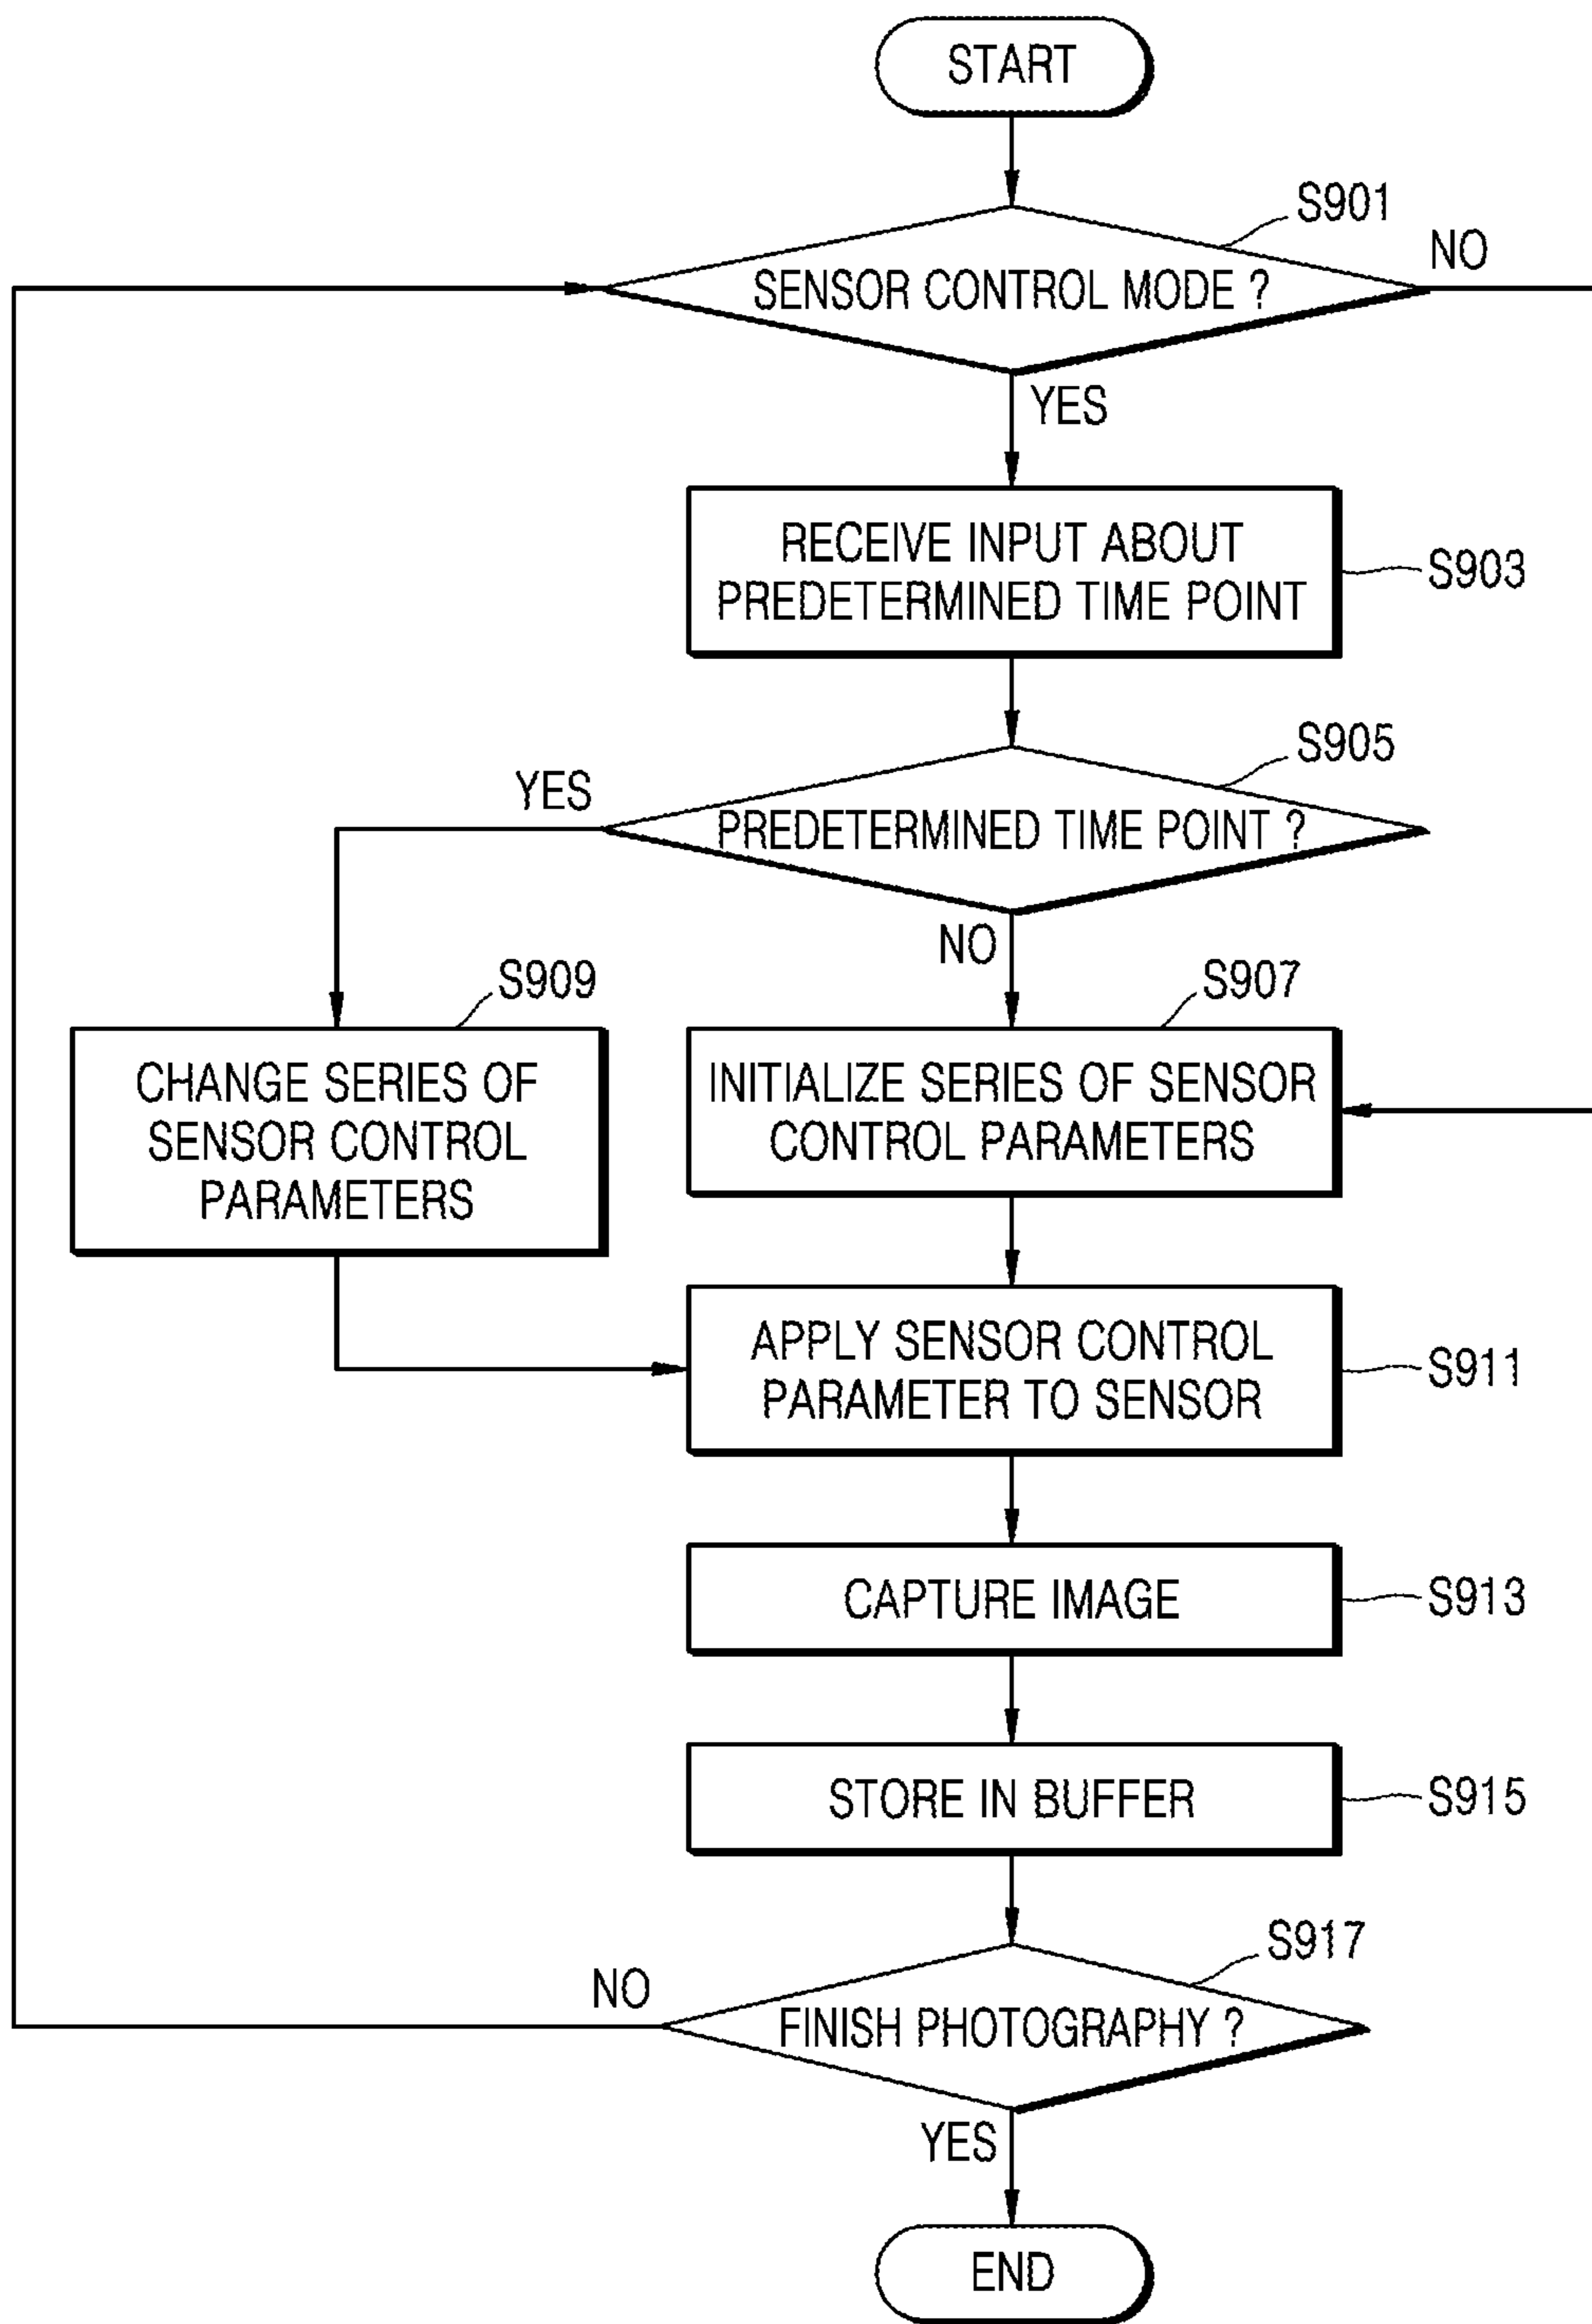 START
S901
NO
SENSOR CONTROL MODE ?
YES
RECEIVE INPUT ABOUT
PREDETERMINED TIME POINT
S903
S905
YES
PREDETERMINED TIME POINT ?
NO
S909
S907
CHANGE SERIES OF
SENSOR CONTROL
PARAMETERS
INITIALIZE SERIES OF SENSOR
CONTROL PARAMETERS
APPLY SENSOR CONTROL
PARAMETER TO SENSOR
S911
CAPTURE IMAGE
S913
STORE IN BUFFER
S915
S917
NO
FINISH PHOTOGRAPHY ?
YES
END